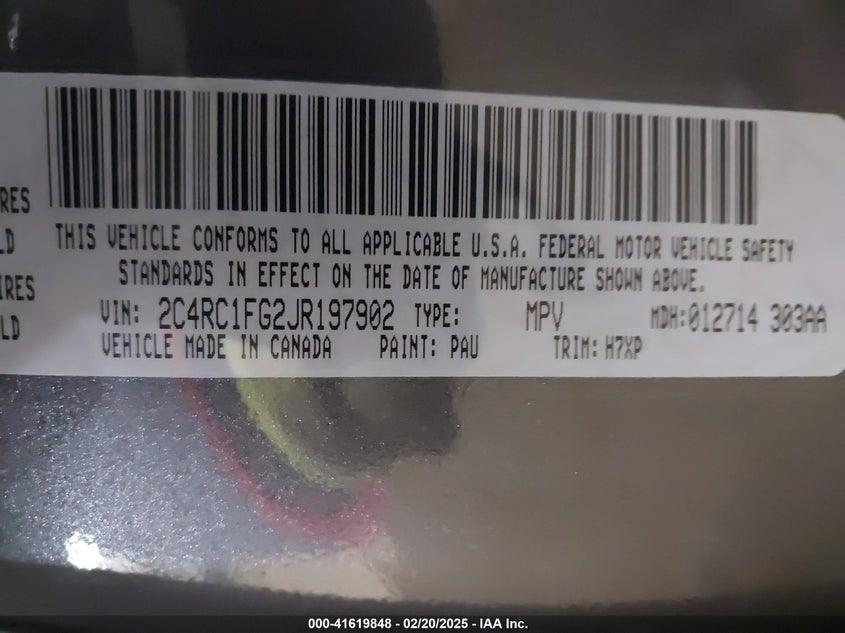 RES
LD
IRES
LD
THIS VEHICLE CONFORMS TO ALL APPLICABLE U.S.A. FEDERAL MOTOR VEHICLE SAFETY
STANDARDS IN EFFECT ON THE DATE OF MANUFACTURE SHOWN ABOVE.
VIN: 2C4RC1FG2JR197902 TYPE: MPV MDH:012714 303AA
VEHICLE MADE IN CANADA PAINT: PAU TRIM: H7XP
000-41619848 - 02/20/2025 - IAA Inc.